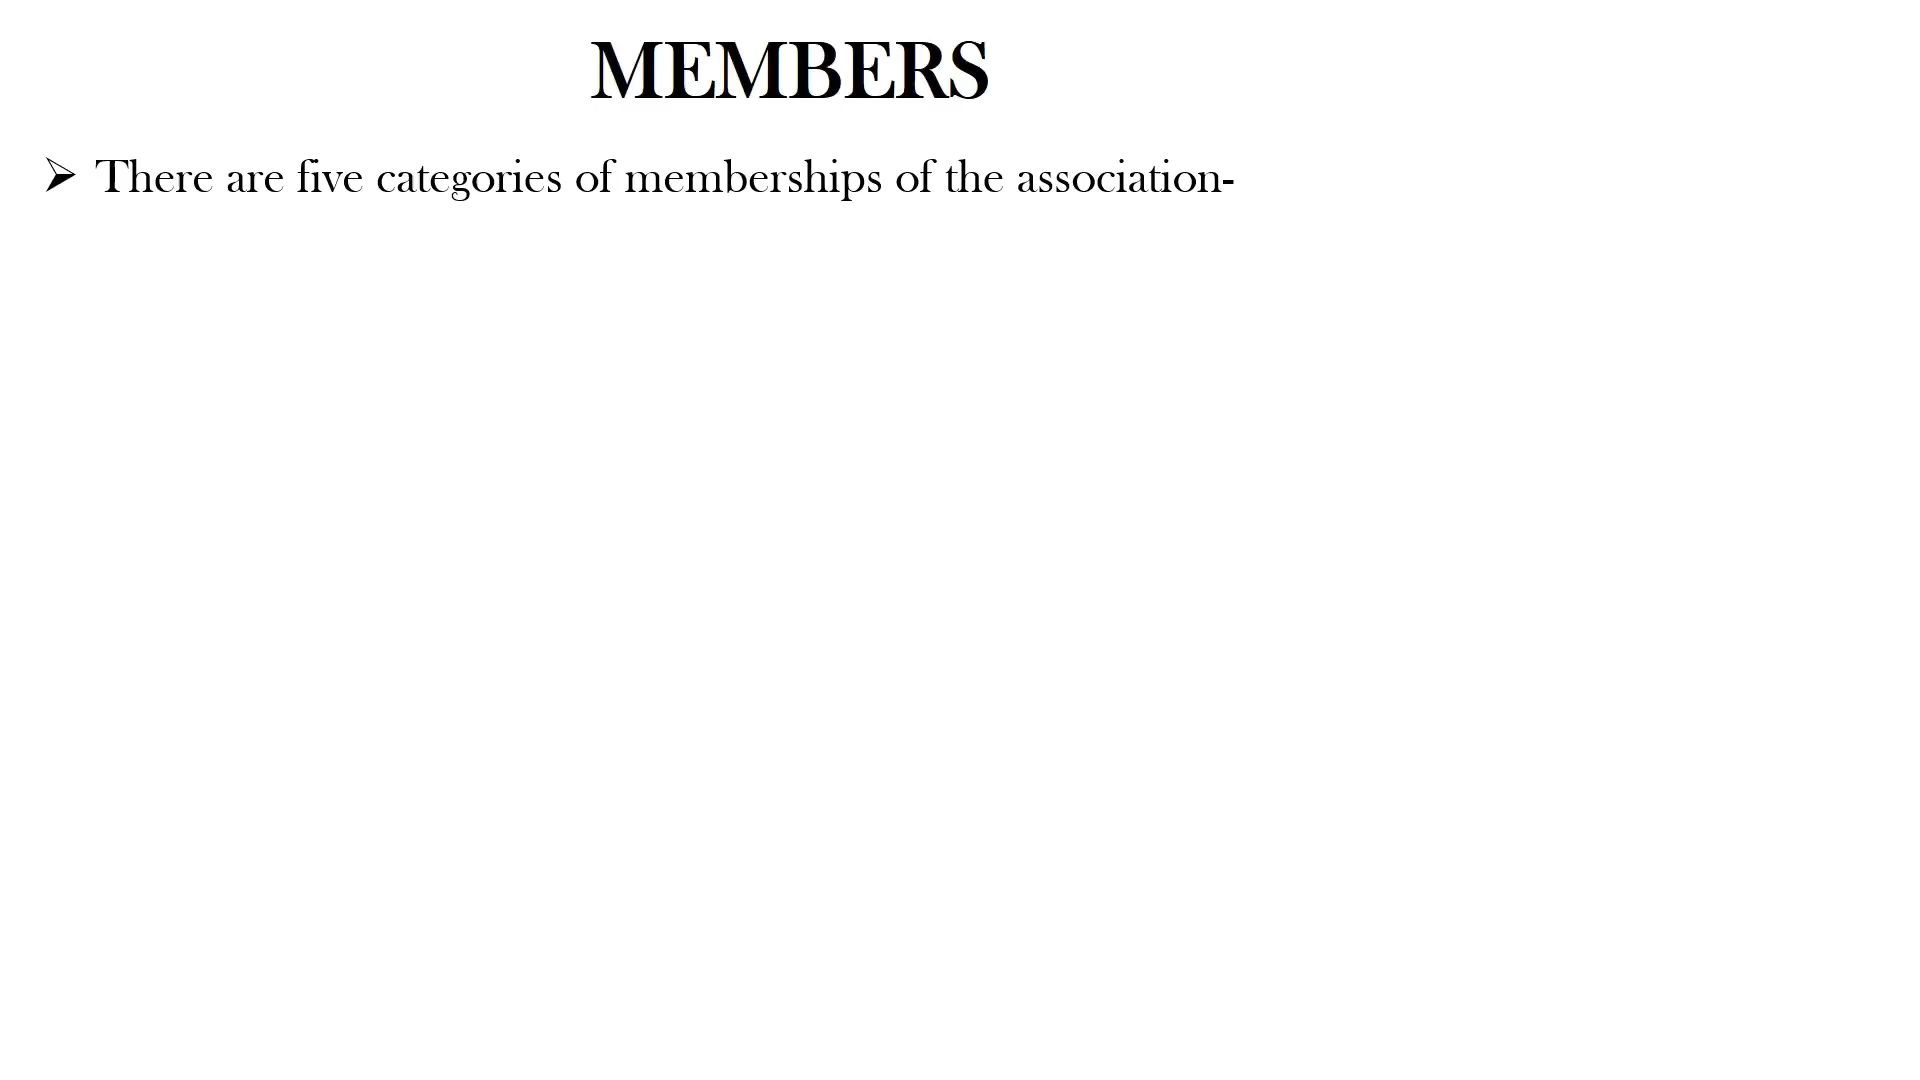 MEMBERS
➢ There are five categories of memberships of the association-